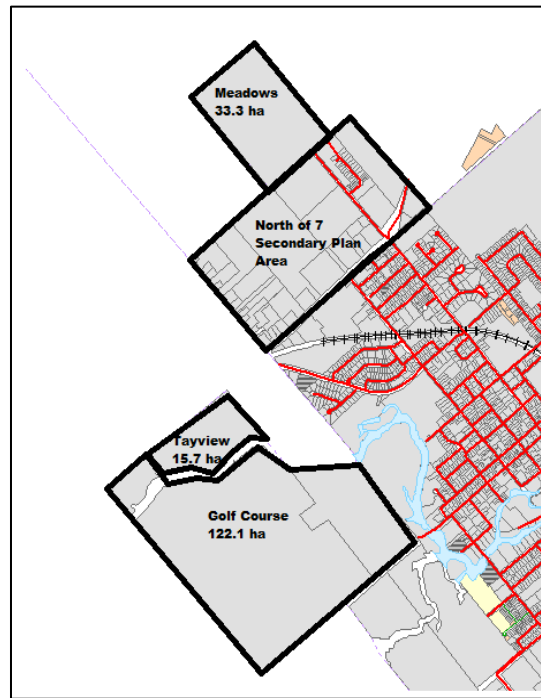 Meadows
33.3 ha
North of 7
Secondary Plan
Area
Tayview
15.7 ha
Golf Course
122.1 ha